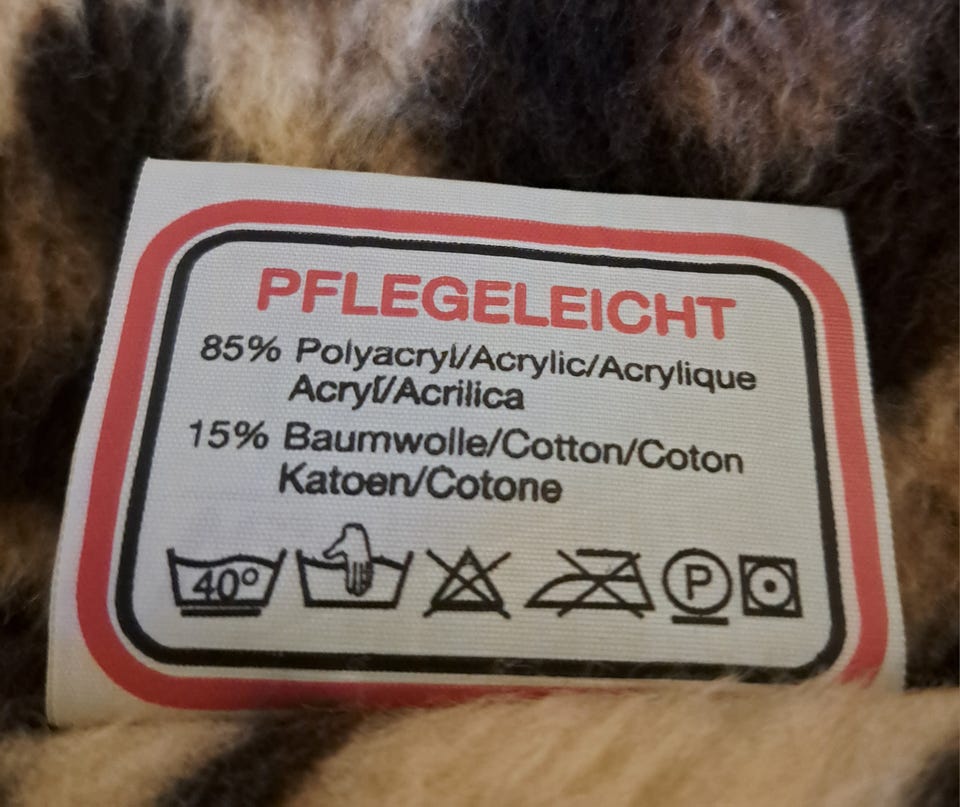 PFLEGELEICHT
85% Polyacryl/Acrylic/Acrylique
Acryl/Acrilica
15% Baumwolle/Cotton/Coton
Katoen/Cotone
40° P